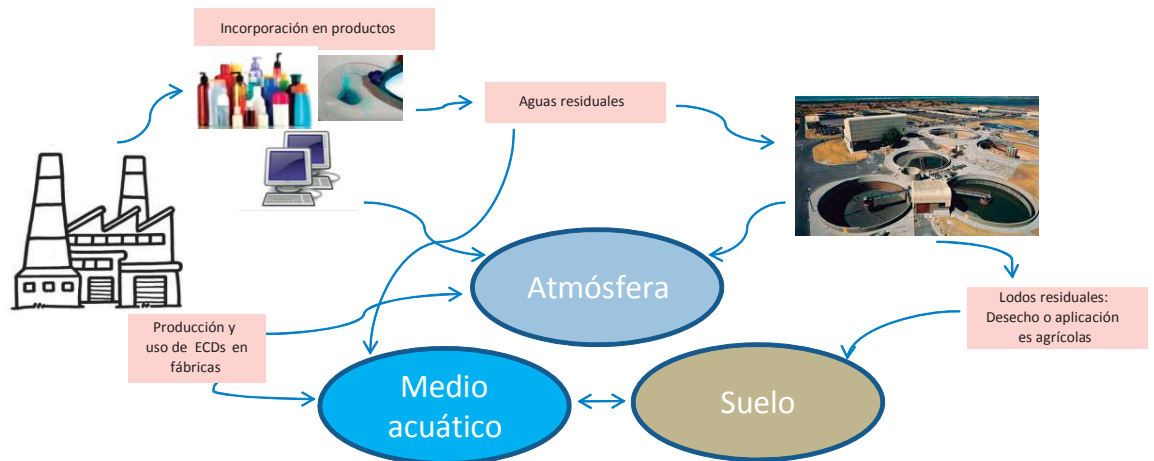 Incorporación en productos
Aguas residuales
Atmósfera
Lodos residuales:
Desecho o aplicación
es agrícolas
Producción y
uso de ECDs en
fábricas
Medio
acuático
Suelo